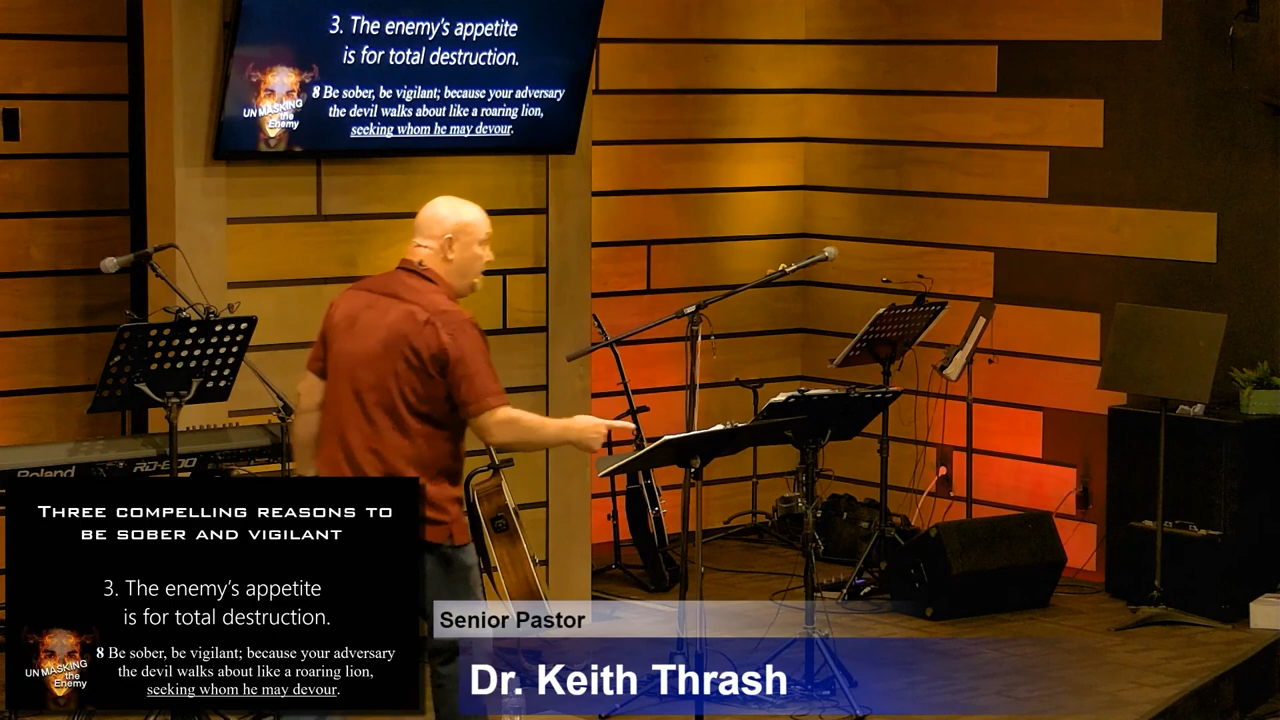 3. The enemy's appetite
is for total destruction.
8 Be sober, be vigilant; because your adversary
the devil walks about like a roaring lion,
seeking whom he may devour.
UNMASKING
the
Enemy
Roland
RD-800
THREE COMPELLING REASONS TO
BE SOBER AND VIGILANT
3. The enemy's appetite
is for total destruction.
8 Be sober, be vigilant; because your adversary
the devil walks about like a roaring lion,
seeking whom he may devour.
UNMASKING
the
Enemy
Senior Pastor
Dr. Keith Thrash